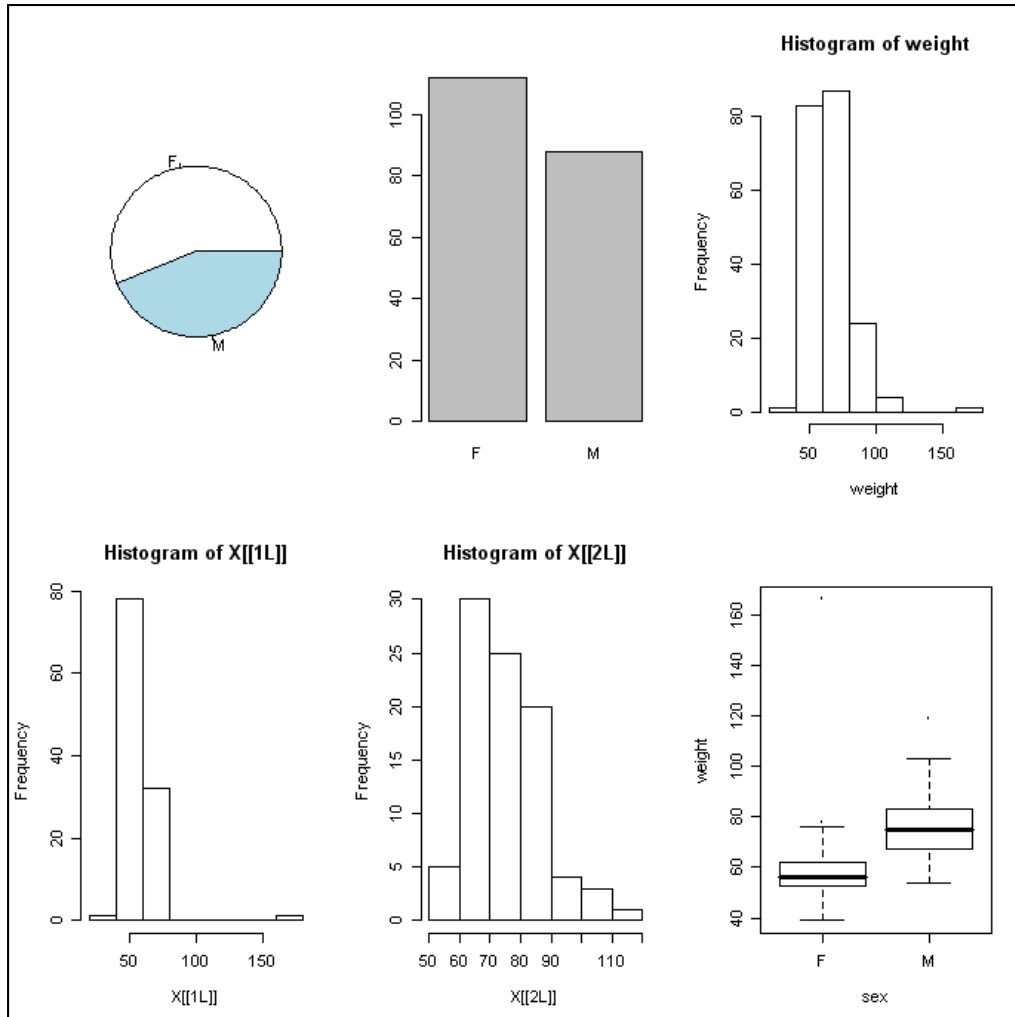 F
M
100
80
60
40
20
0
F
M
Histogram of weight
Frequency
80
60
40
20
0
50 100 150
weight
Histogram of X[[1L]]
Frequency
80
60
40
20
0
50 100 150
X[[1L]]
Histogram of X[[2L]]
Frequency
30
25
20
15
10
5
0
50 60 70 80 90 110
X[[2L]]
weight
160
140
120
100
80
60
40
F M
sex